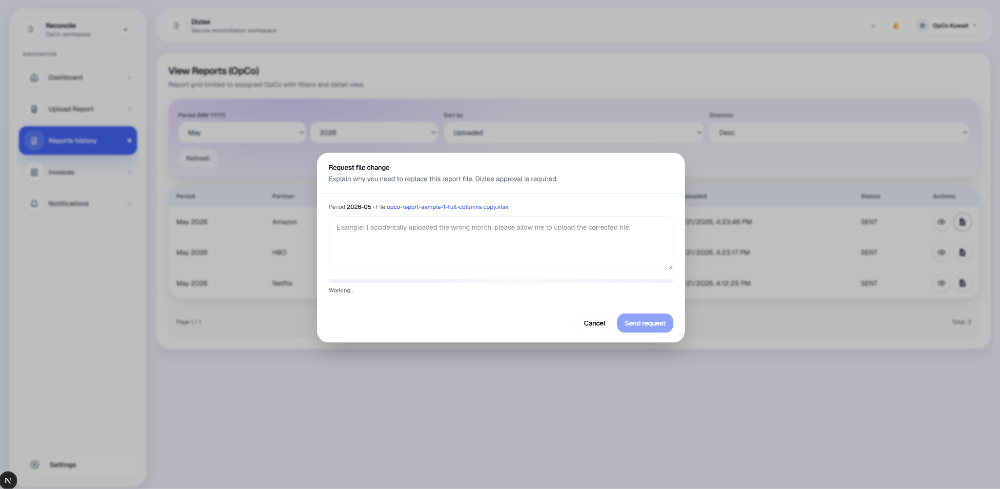 Reconcile
OpCo workspace
NAVIGATION
Dashboard
Upload Report
Reports history
Invoices
Notifications
Settings
N
Dizlee
Secure reconciliation workspace
OpCo Kuwait
View Reports (OpCo)
Report grid limited to assigned OpCo with filters and detail view.
Period (MM YYYY)
Sort by
Direction
May
2026
Uploaded
Desc
Refresh
Period
Partner
Status
Actions
May 2026
Amazon
/21/2026, 4:23:46 PM
SENT
May 2026
HBO
/21/2026, 4:23:17 PM
SENT
May 2026
Netflix
/21/2026, 4:12:25 PM
SENT
Page 1 / 1
Total: 3
Request file change
Explain why you need to replace this report file. Dizlee approval is required.
Period 2026-05 • File opco-report-sample-1-full-columns copy.xlsx
Example: I accidentally uploaded the wrong month, please allow me to upload the corrected file.
Working...
Cancel
Send request